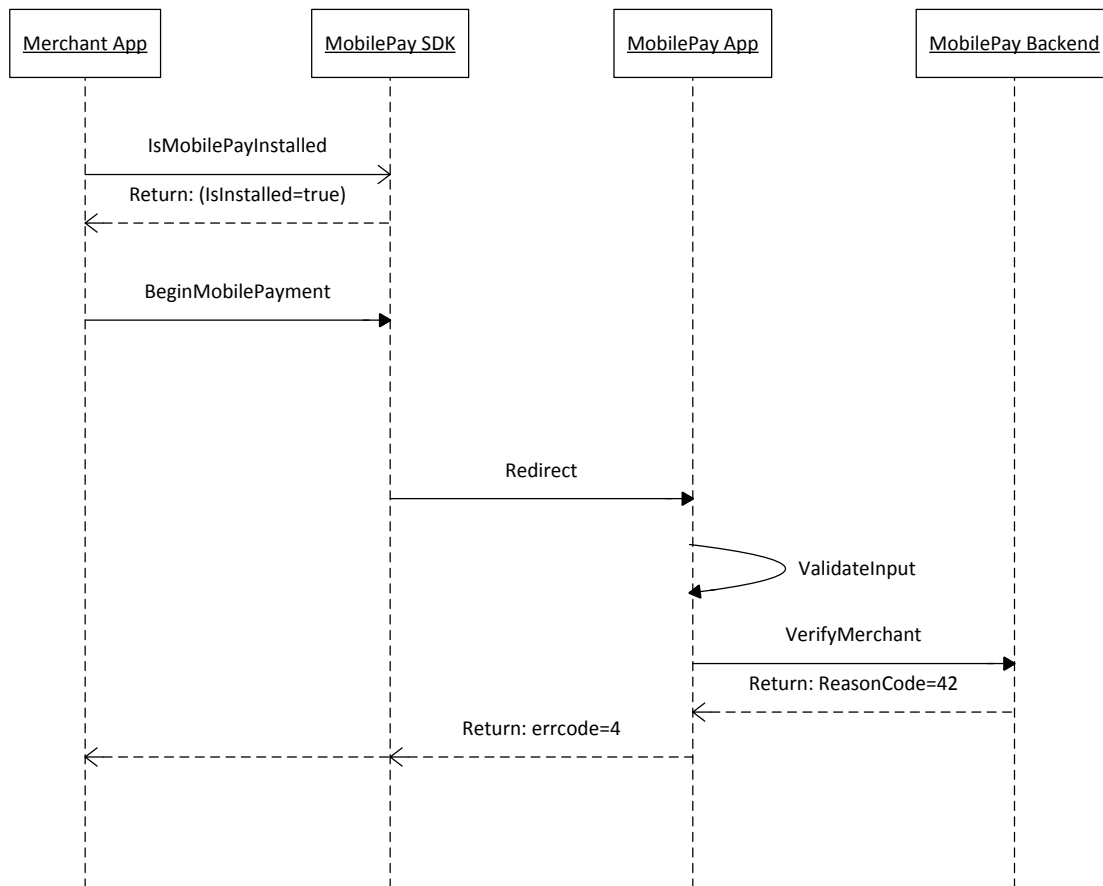 Merchant App
MobilePay SDK
MobilePay App
MobilePay Backend
IsMobilePayInstalled
Return: (IsInstalled=true)
BeginMobilePayment
Redirect
ValidateInput
VerifyMerchant
Return: ReasonCode=42
Return: errcode=4